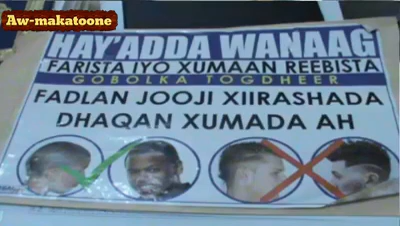 Aw-makatoone
HAY'ADDA WANAAG
FARISTA IYO XUMAAN REEBISTA
GOBOLKA TOGDHEER
FADLAN JOOJI XIIRASHADA
DHAQAN XUMADA AH